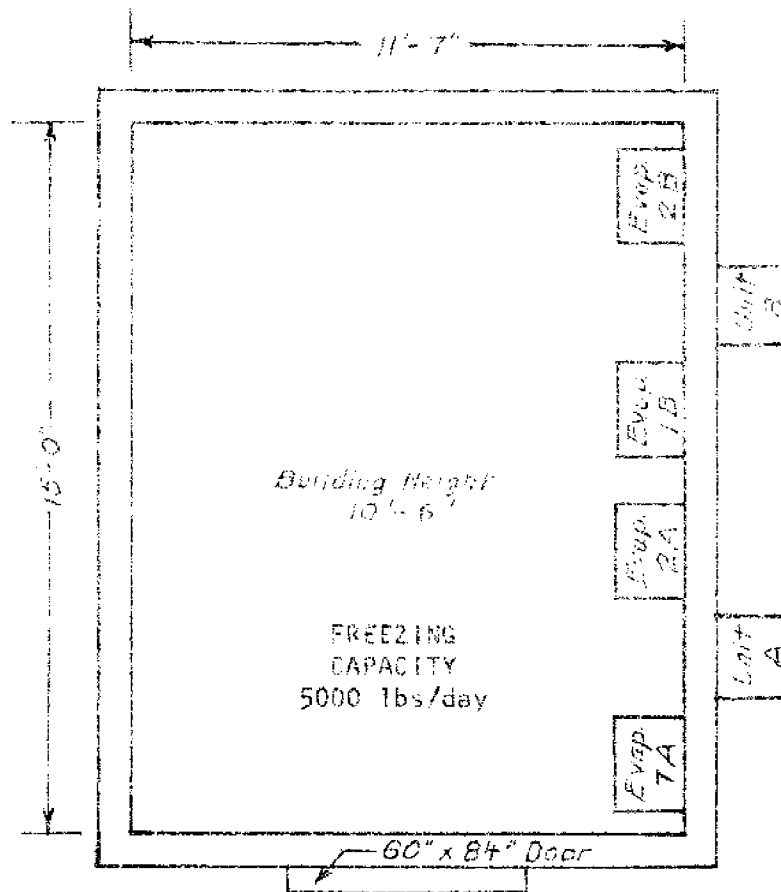 11'-7"
15'-0"
Evap.
2B
Unit
B
Evap.
1B
Building Height
10'-6"
Evap.
2A
FREEZING
CAPACITY
5000 lbs/day
Unit
A
Evap.
1A
60" x 84" Door